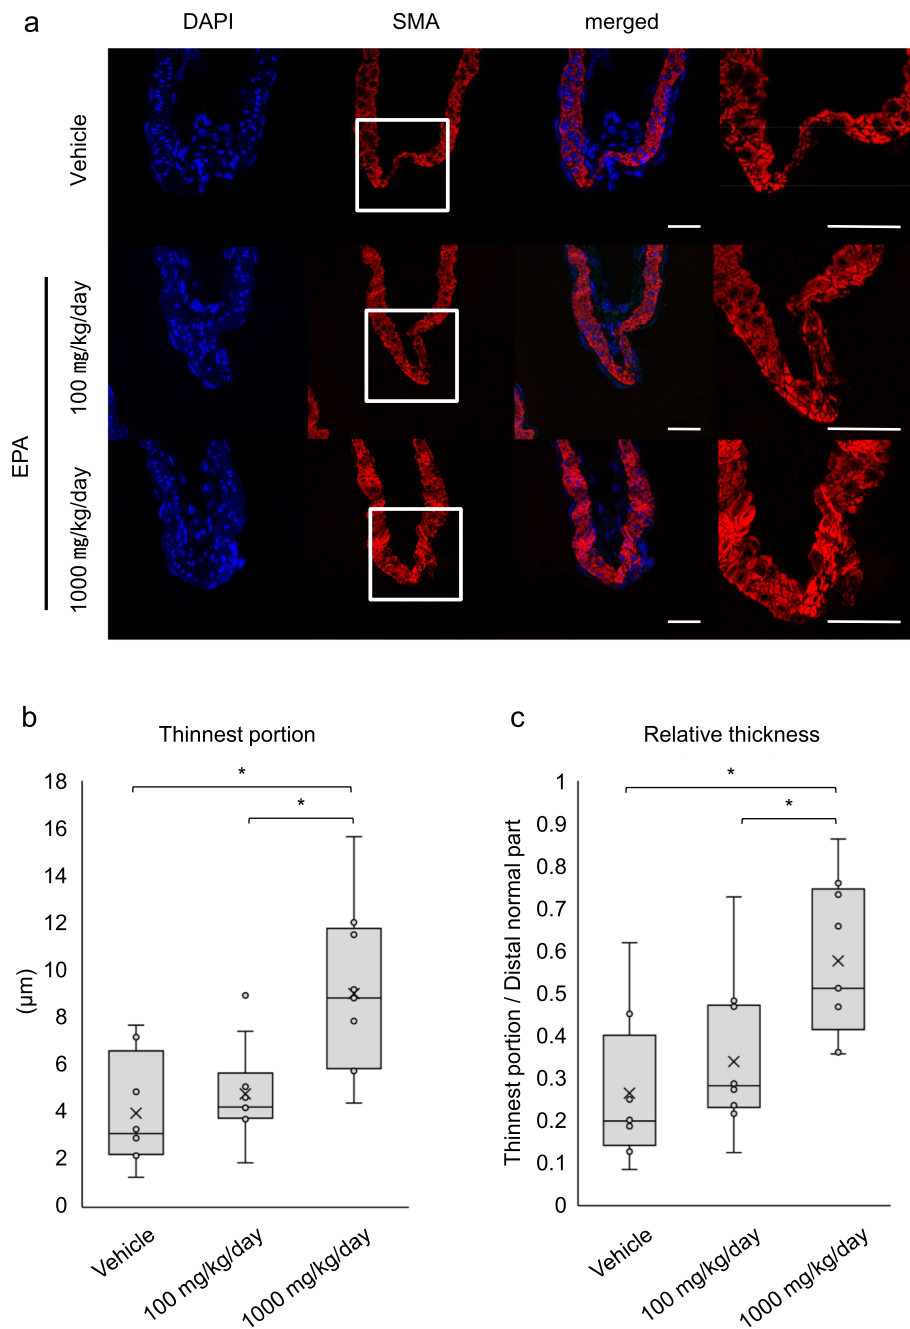 a
DAPI SMA merged
Vehicle
EPA
100 mg/kg/day
1000 mg/kg/day
b
Thinnest portion
(µm)
18
16
14
12
10
8
6
4
2
0
*
*
Vehicle
100 mg/kg/day
1000 mg/kg/day
c
Relative thickness
Thinnest portion / Distal normal part
1
0.9
0.8
0.7
0.6
0.5
0.4
0.3
0.2
0.1
0
*
*
Vehicle
100 mg/kg/day
1000 mg/kg/day